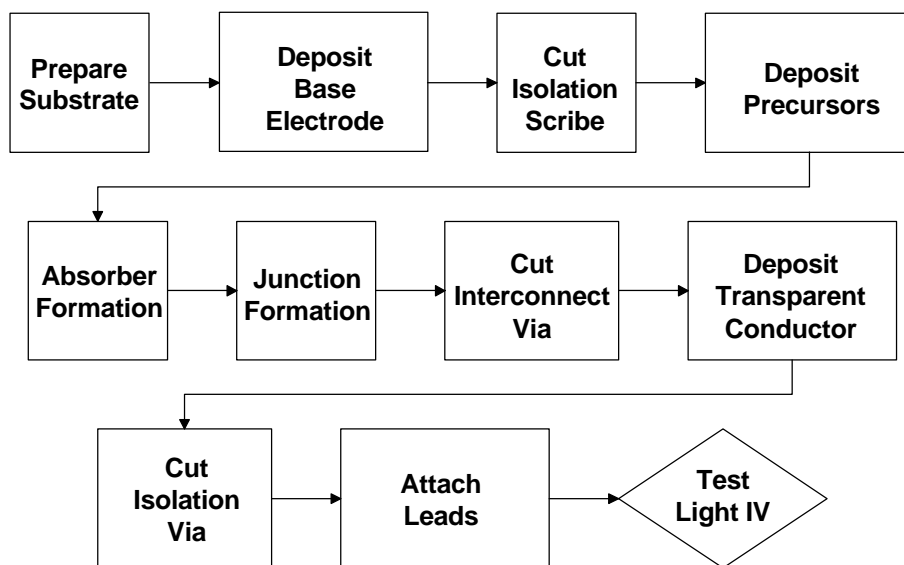 Prepare
Substrate
Deposit
Base
Electrode
Cut
Isolation
Scribe
Deposit
Precursors
Absorber
Formation
Junction
Formation
Cut
Interconnect
Via
Deposit
Transparent
Conductor
Cut
Isolation
Via
Attach
Leads
Test
Light IV